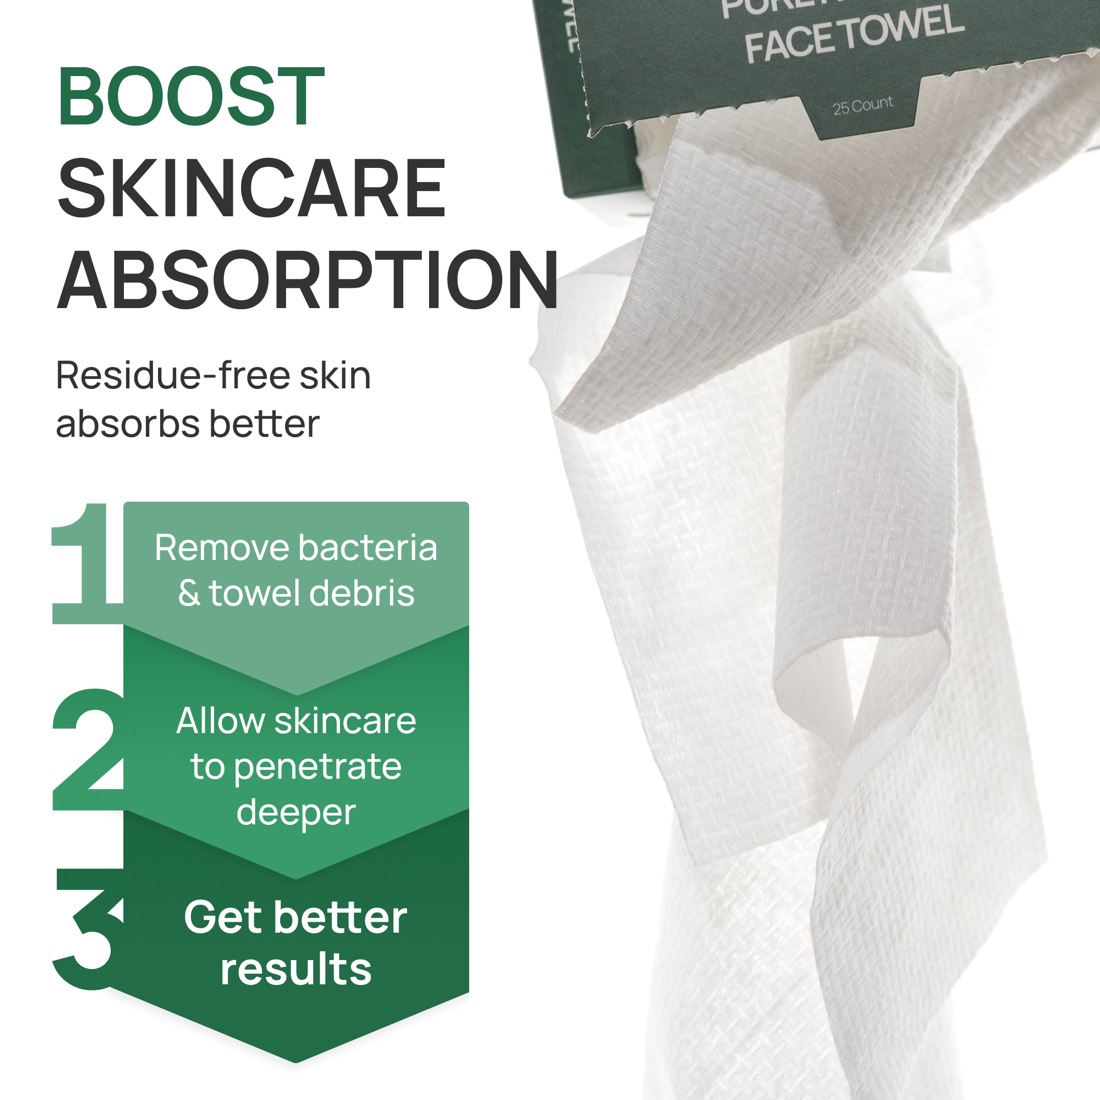 FACE TOWEL
25 Count
BOOST
SKINCARE
ABSORPTION
Residue-free skin
absorbs better
1
Remove bacteria
& towel debris
2
Allow skincare
to penetrate
deeper
3
Get better
results